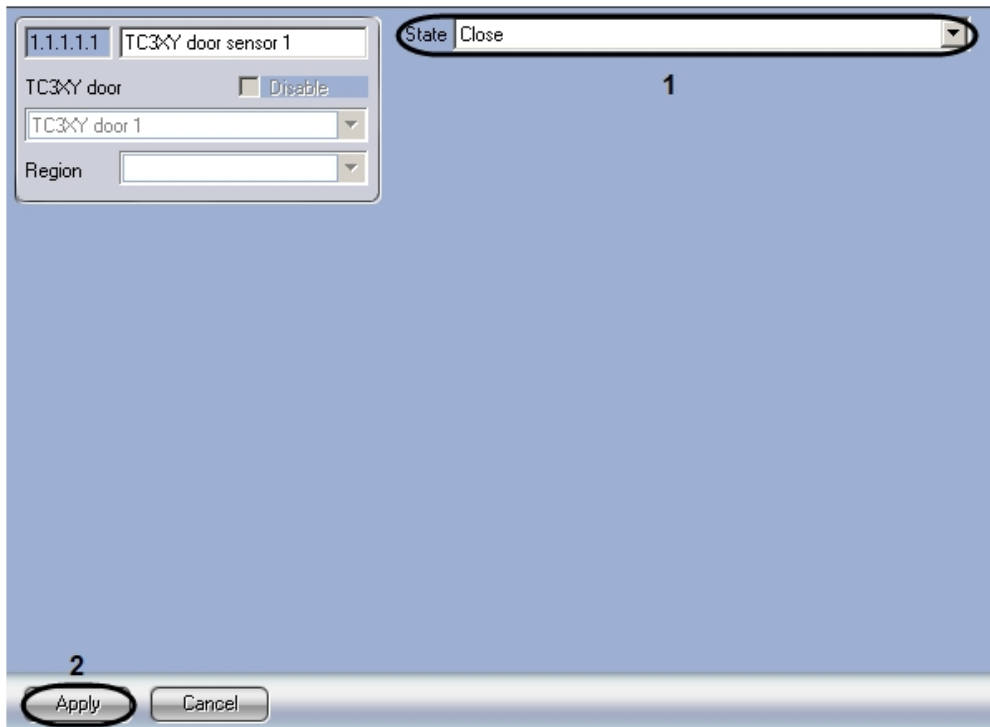 1.1.1.1.1 TC3XY door sensor 1
State Close
1
TC3XY door Disable
TC3XY door 1
Region
2
Apply Cancel